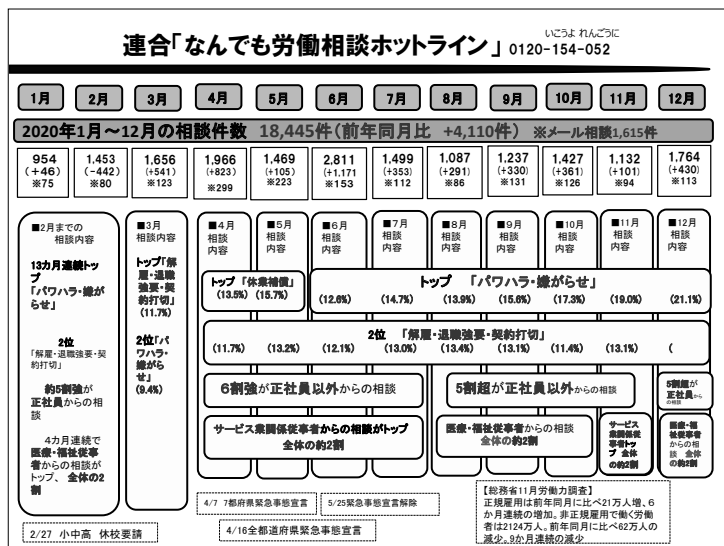 いこうよ れんごうに
連合「なんでも労働相談ホットライン」 0120-154-052
1月 2月 3月 4月 5月 6月 7月 8月 9月 10月 11月 12月
2020年1月～12月の相談件数 18,445件(前年同月比 +4,110件) ※メール相談1,615件
954 1,453 1,656 1,966 1,469 2,811 1,499 1,087 1,237 1,427 1,132 1,764
(+46) (-442) (+541) (+823) (+105) (+1.171) (+353) (+291) (+330) (+361) (+101) (+430)
※75 ※80 ※123 ※299 ※223 ※153 ※112 ※86 ※131 ※126 ※94 ※113
■2月までの
相談内容
13カ月連続トッ
プ
「パワハラ・嫌が
らせ」
2位
「解雇・退職強要・契
約打切」
約5割強が
正社員からの相
談
4カ月連続で
医療・福祉従事
者からの相談が
トップ、全体の2
割
■3月
相談内容
トップ「解
雇・退職
強要・契
約打切」
(11.7%)
2位「パ
ワハラ・
嫌がら
せ」
(9.4%)
■4月 ■5月 ■6月 ■7月 ■8月 ■9月 ■10月 ■11月 ■12月
相談 相談 相談 相談 相談 相談 相談 相談 相談
内容 内容 内容 内容 内容 内容 内容 内容 内容
トップ 「休業補償」
(13.5%) (15.7%)
トップ 「パワハラ・嫌がらせ」
(12.6%) (14.7%) (13.9%) (15.6%) (17.3%) (19.0%) (21.1%)
2位 「解雇・退職強要・契約打切」
(11.7%) (13.2%) (12.1%) (13.0%) (13.4%) (13.1%) (11.4%) (13.1%) (
6割強が正社員以外からの相談
5割超が正社員以外からの相談
5割超が
正社員から
の相談
サービス業関係従事者からの相談がトップ
全体の約2割
医療・福祉従事者からの相談
全体の約2割
サービス
業関係従
事者トッ
プ 全体
の約2割
医療・福
祉従事者
からの相
談 全体
の約2割
4/7 7都府県緊急事態宣言
5/25緊急事態宣言解除
2/27 小中高 休校要請
4/16全都道府県緊急事態宣言
【総務省11月労働力調査】
正規雇用は前年同月に比べ21万人増、6
か月連続の増加。非正規雇用で働く労働
者は2124万人。前年同月に比べ62万人の
減少。9か月連続の減少